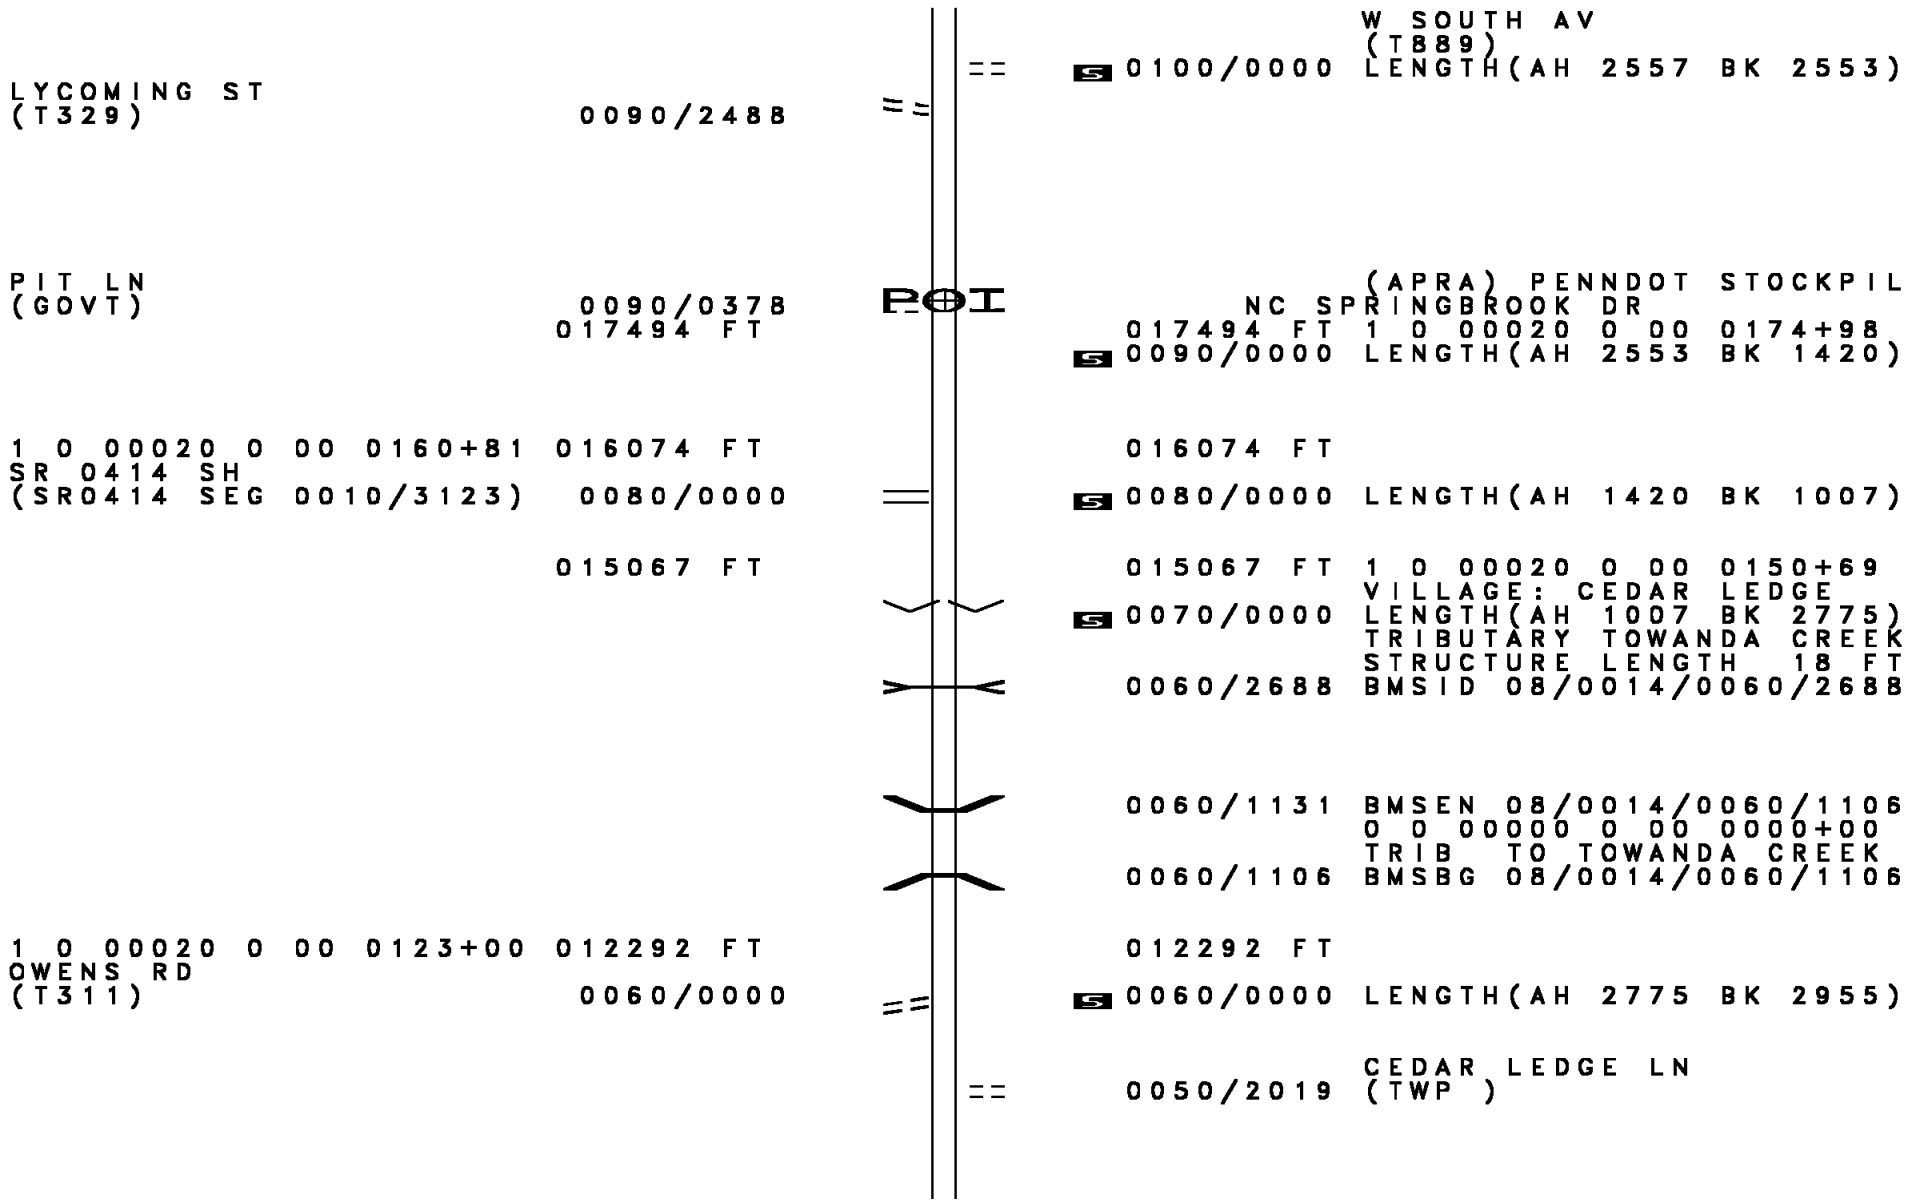 W SOUTH AV
(T889)
S 0100/0000 LENGTH(AH 2557 BK 2553)
LYCOMING ST
(T329) 0090/2488
PIT LN
(GOVT) 0090/0378
017494 FT
POI
(APRA) PENNDOT STOCKPIL
NC SPRINGBROOK DR
017494 FT 1 0 00020 0 00 0174+98
S 0090/0000 LENGTH(AH 2553 BK 1420)
1 0 00020 0 00 0160+81 016074 FT
SR 0414 SH
(SR0414 SEG 0010/3123) 0080/0000
016074 FT
S 0080/0000 LENGTH(AH 1420 BK 1007)
015067 FT
015067 FT 1 0 00020 0 00 0150+69
VILLAGE: CEDAR LEDGE
S 0070/0000 LENGTH(AH 1007 BK 2775)
TRIBUTARY TOWANDA CREEK
STRUCTURE LENGTH 18 FT
0060/2688 BMSID 08/0014/0060/2688
0060/1131 BMSEN 08/0014/0060/1106
0 0 00000 0 00 0000+00
TRIB TO TOWANDA CREEK
0060/1106 BMSBG 08/0014/0060/1106
1 0 00020 0 00 0123+00 012292 FT
OWENS RD
(T311) 0060/0000
012292 FT
S 0060/0000 LENGTH(AH 2775 BK 2955)
CEDAR LEDGE LN
0050/2019 (TWP )